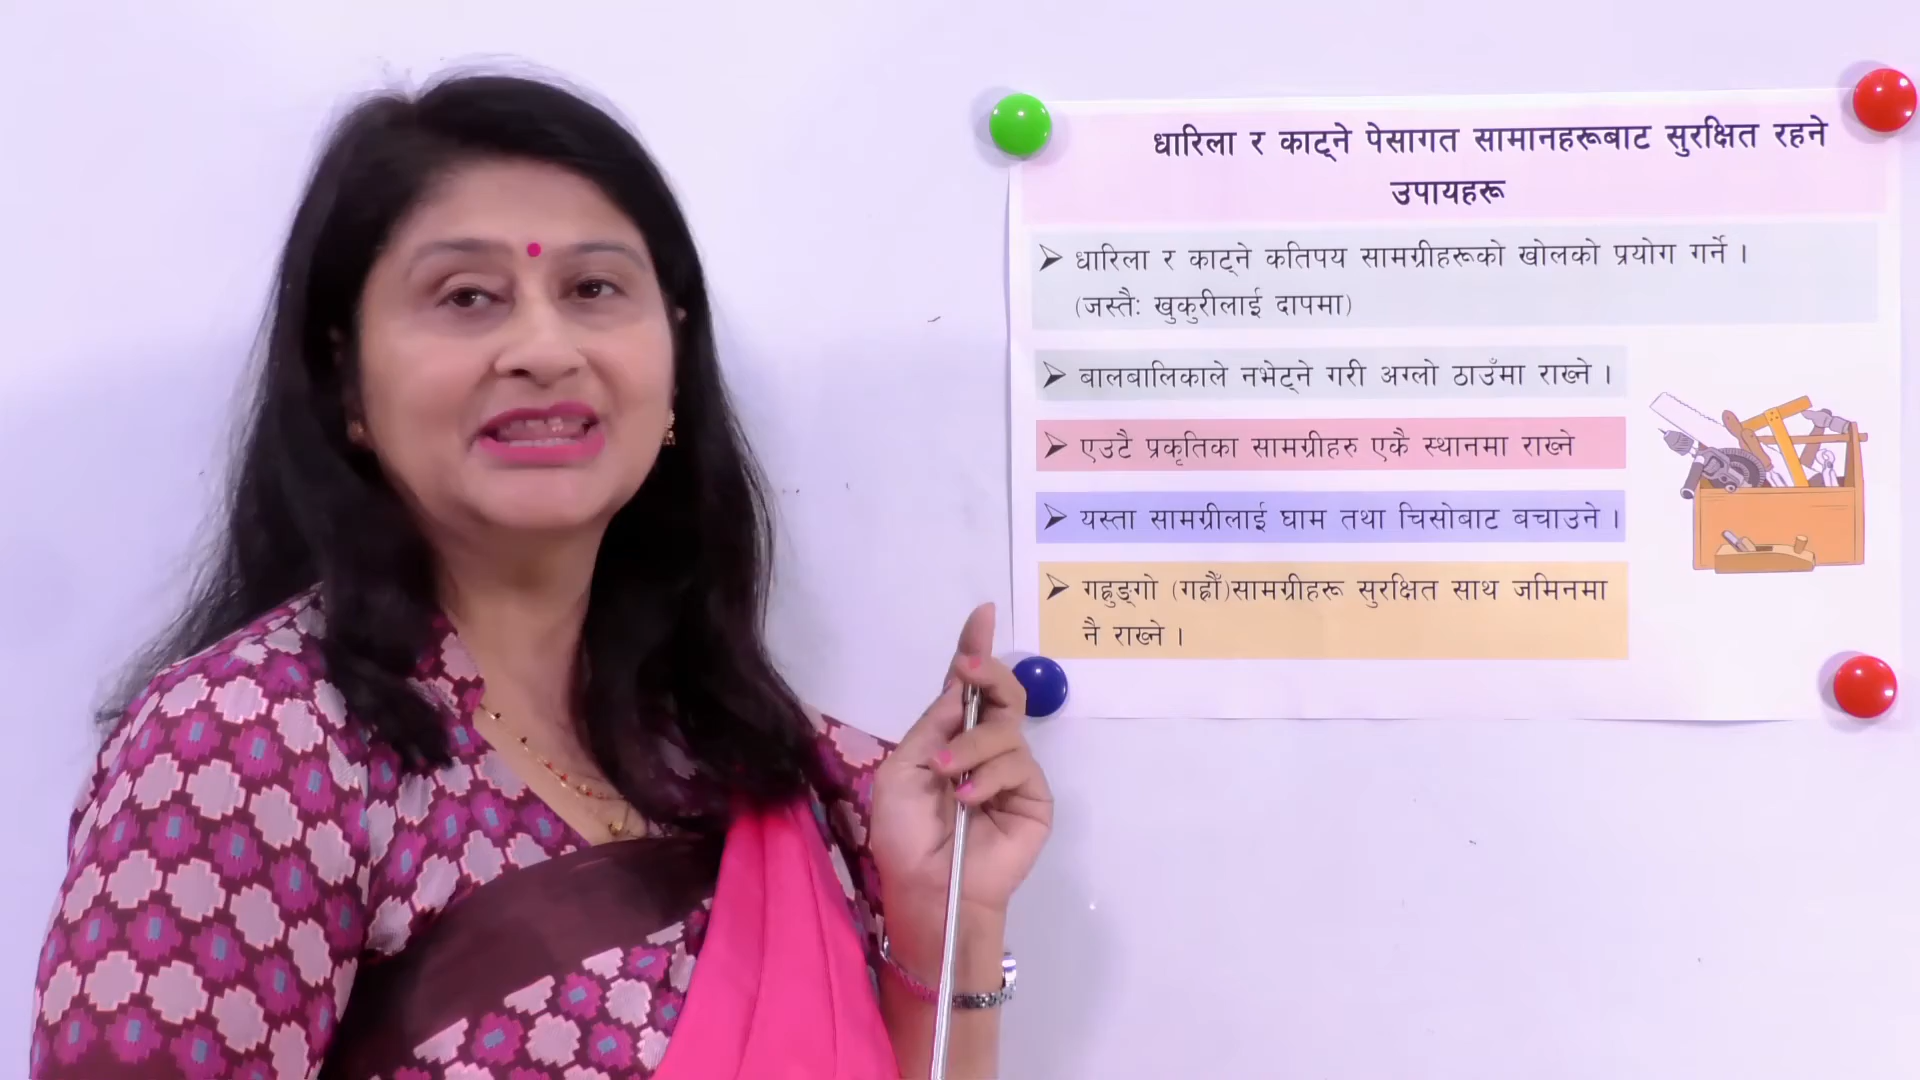 धारिला र काट्ने पेसागत सामानहरूबाट सुरक्षित रहने
उपायहरू
➤ धारिला र काट्ने कतिपय सामग्रीहरूको खोलको प्रयोग गर्ने ।
(जस्तैः खुकुरीलाई दापमा)
➤ बालबालिकाले नभेट्ने गरी अग्लो ठाउँमा राख्ने ।
➤ एउटै प्रकृतिका सामग्रीहरु एकै स्थानमा राख्ने
➤ यस्ता सामग्रीलाई घाम तथा चिसोबाट बचाउने ।
➤ गह्रुङ्गो (गह्रौँ)सामग्रीहरू सुरक्षित साथ जमिनमा
नै राख्ने ।